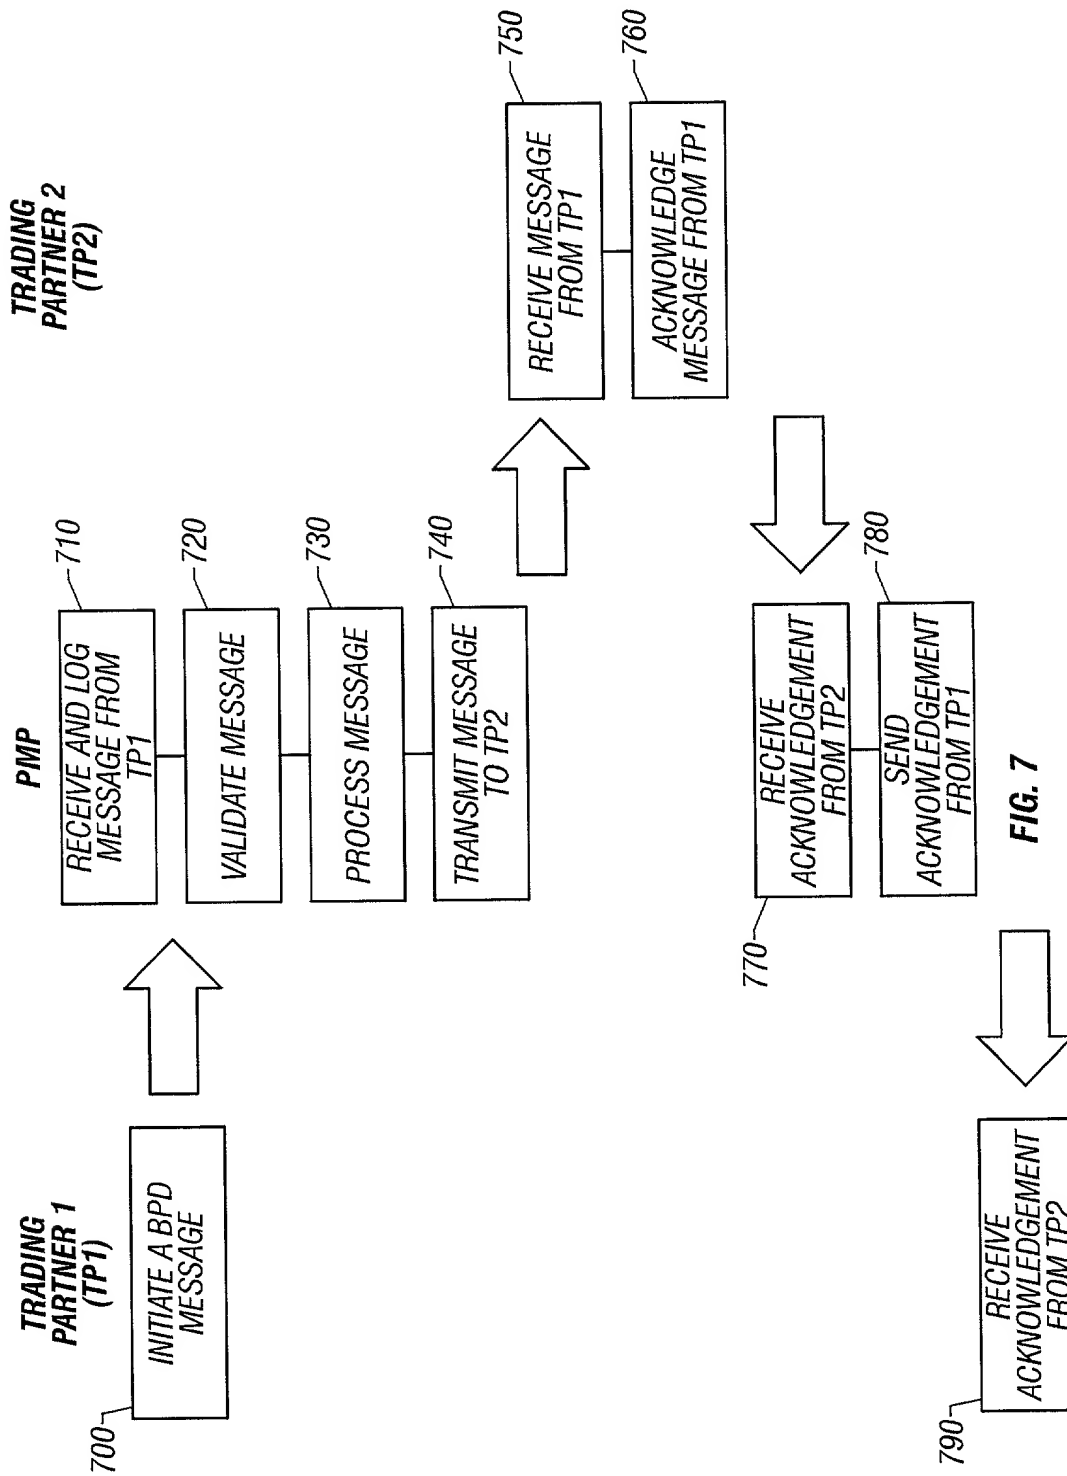 TRADING
PARTNER 1
(TP1)
PMP
TRADING
PARTNER 2
(TP2)
700
INITIATE A BPD
MESSAGE
710
RECEIVE AND LOG
MESSAGE FROM
TP1
720
VALIDATE MESSAGE
730
PROCESS MESSAGE
740
TRANSMIT MESSAGE
TO TP2
750
RECEIVE MESSAGE
FROM TP1
760
ACKNOWLEDGE
MESSAGE FROM TP1
770
RECEIVE
ACKNOWLEDGEMENT
FROM TP2
780
SEND
ACKNOWLEDGEMENT
FROM TP1
790
RECEIVE
ACKNOWLEDGEMENT
FROM TP2
FIG. 7